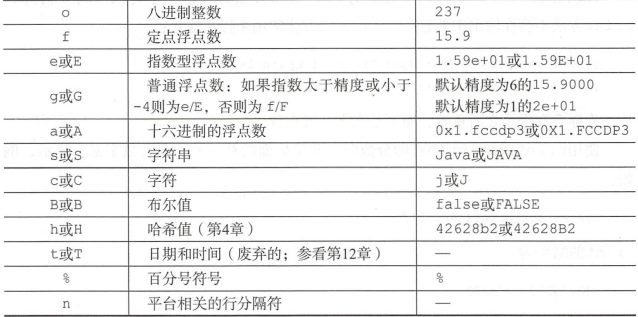 o 八进制整数 237
f 定点浮点数 15.9
e或E 指数型浮点数 1.59e+01或1.59E+01
g或G 普通浮点数;如果指数大于精度或小于-4则为e/E,否则为 f/F 默认精度为6的15.9000 默认精度为1的2e+01
a或A 十六进制的浮点数 0x1.fccdp3或0X1.FCCDP3
s或S 字符串 Java或JAVA
c或C 字符 j或J
B或B 布尔值 false或FALSE
h或H 哈希值(第4章) 42628b2或42628B2
t或T 日期和时间(废弃的;参看第12章) —
% 百分号符号 %
n 平台相关的行分隔符 —